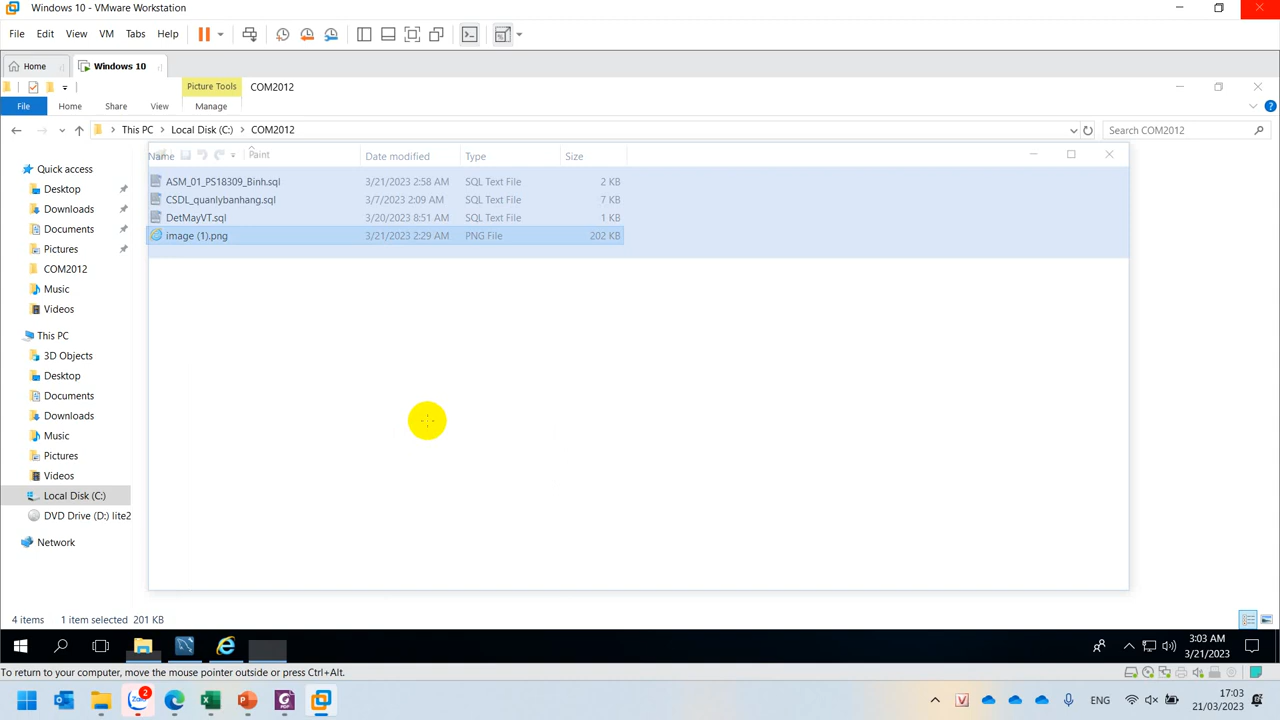 Windows 10 - VMware Workstation
File Edit View VM Tabs Help
Home Windows 10
Picture Tools COM2012
File Home Share View Manage
This PC Local Disk (C:) COM2012 Search COM2012
Name Paint Date modified Type Size
Quick access
Desktop
Downloads
Documents
Pictures
COM2012
Music
Videos
This PC
3D Objects
Desktop
Documents
Downloads
Music
Pictures
Videos
Local Disk (C:)
DVD Drive (D:) lite2
Network
ASM_01_PS18309_Binh.sql 3/21/2023 2:58 AM SQL Text File 2 KB
CSDL_quanlybanhang.sql 3/7/2023 2:09 AM SQL Text File 7 KB
DetMayVT.sql 3/20/2023 8:51 AM SQL Text File 1 KB
image (1).png 3/21/2023 2:29 AM PNG File 202 KB
4 items 1 item selected 201 KB
3:03 AM
3/21/2023
To return to your computer, move the mouse pointer outside or press Ctrl+Alt.
Zalo 2
ENG
17:03
21/03/2023